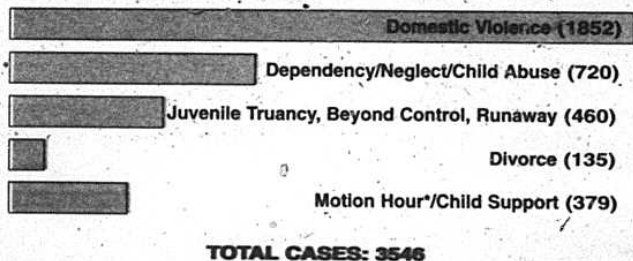 Domestic Violence (1852)
Dependency/Neglect/Child Abuse (720)
Juvenile Truancy, Beyond Control, Runaway (460)
Divorce (135)
Motion Hour*/Child Support (379)
TOTAL CASES: 3546